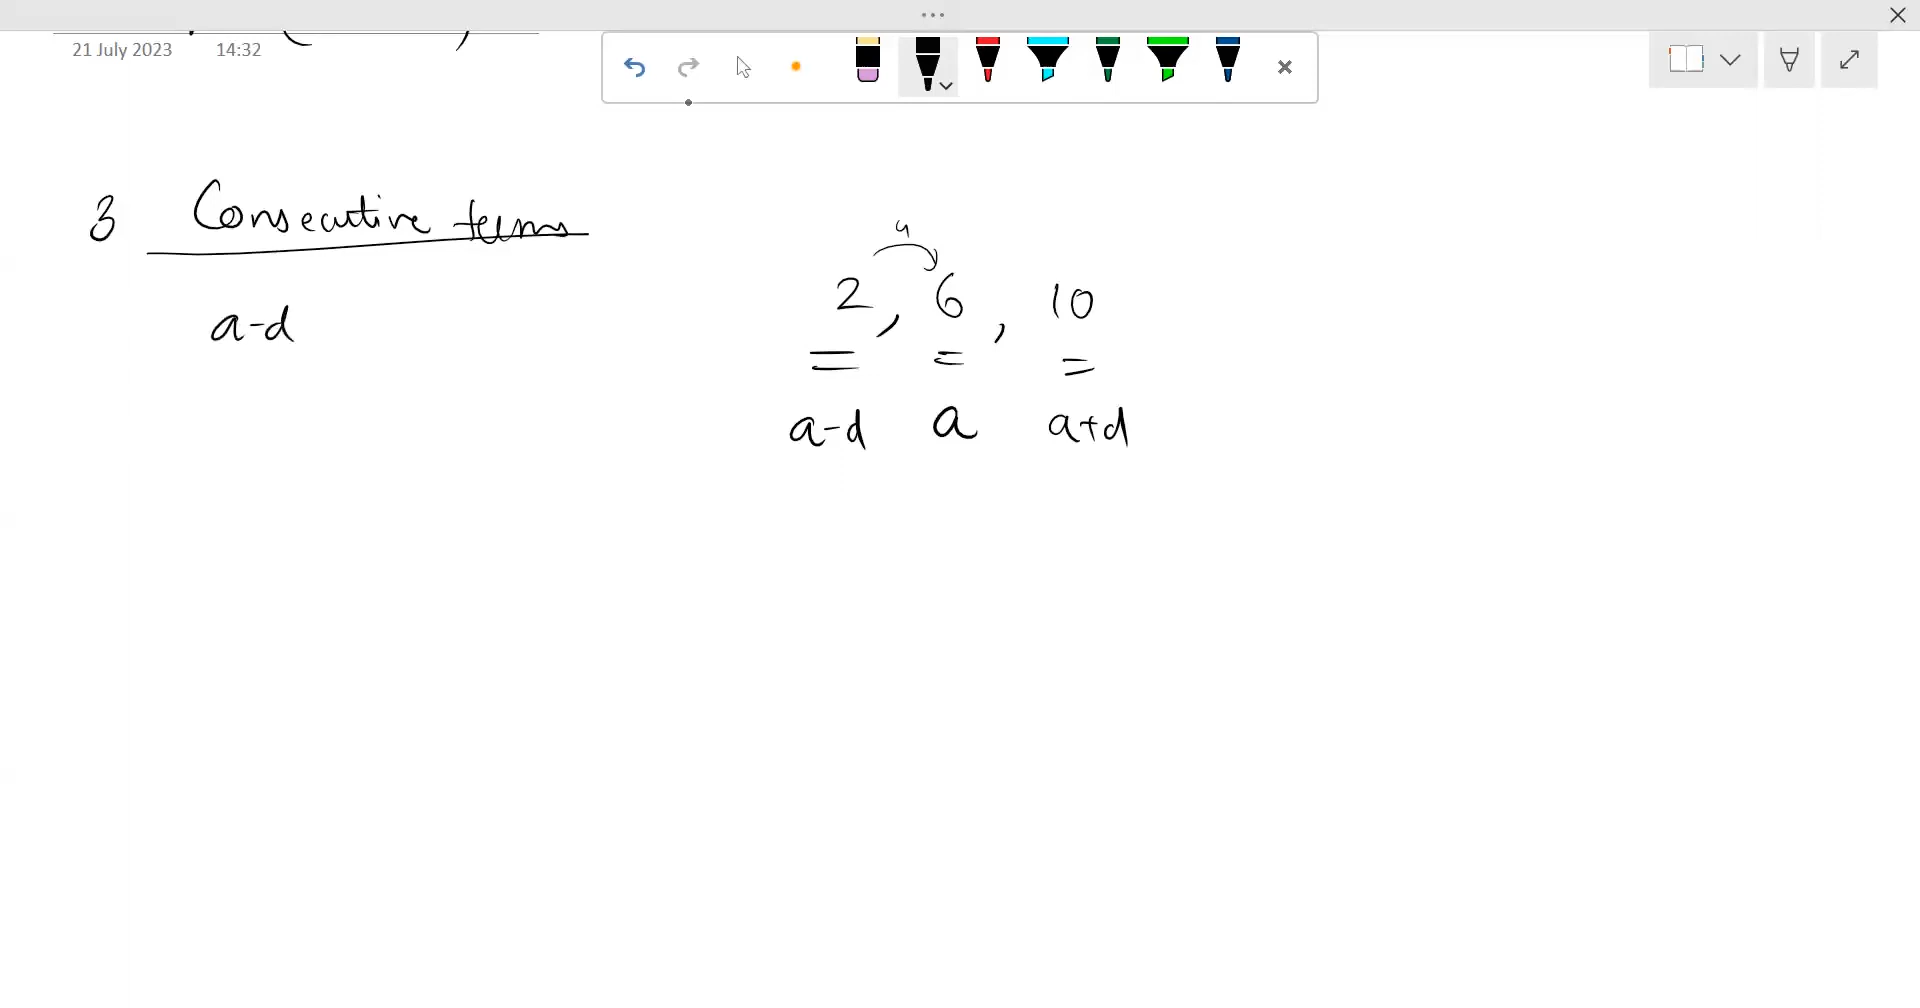 21 July 2023 14:32
3 Consecutive terms
4
2, 6, 10
= = =
a-d
a-d a a+d